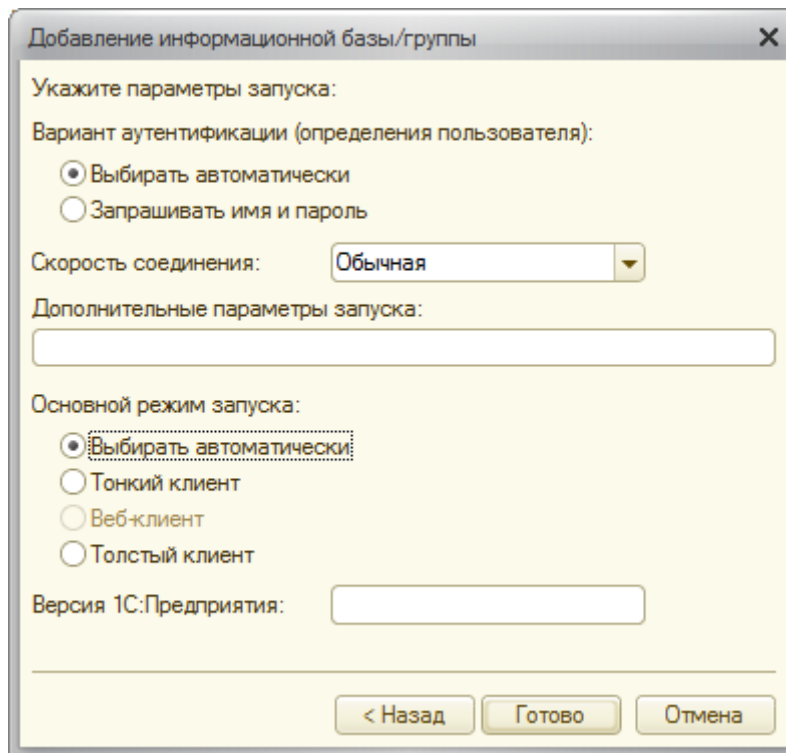 Добавление информационной базы/группы
Укажите параметры запуска:
Вариант аутентификации (определения пользователя):
Выбирать автоматически
Запрашивать имя и пароль
Скорость соединения: Обычная
Дополнительные параметры запуска:
Основной режим запуска:
Выбирать автоматически
Тонкий клиент
Веб-клиент
Толстый клиент
Версия 1С:Предприятия:
< Назад Готово Отмена